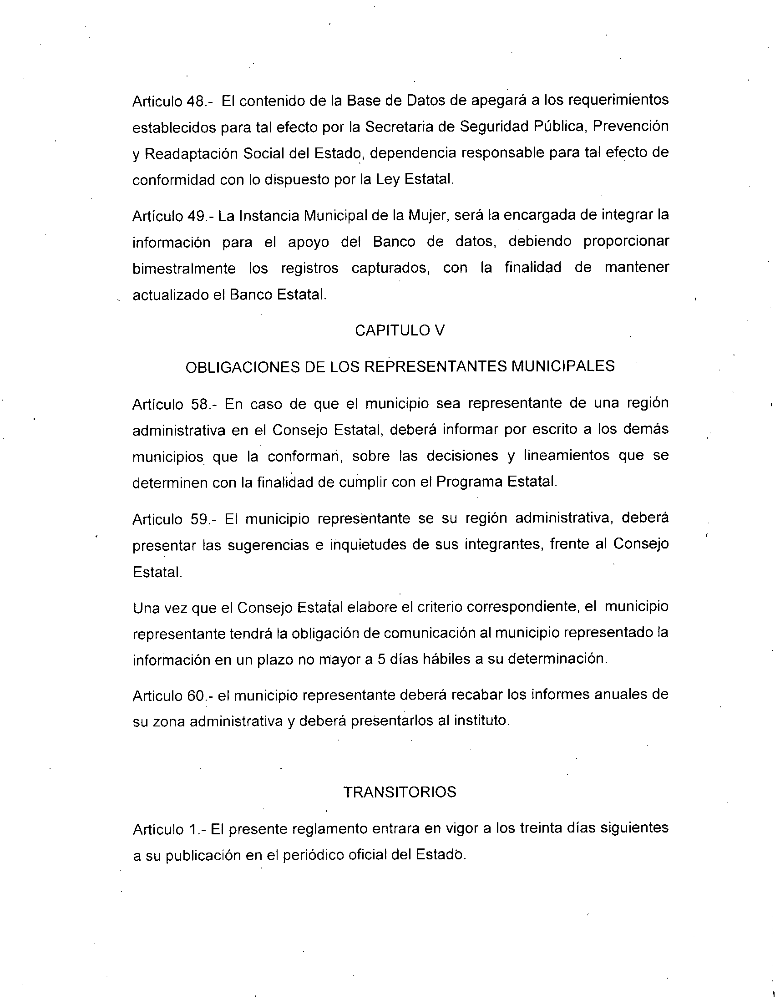 Articulo 48.- El contenido de la Base de Datos de apegará a los requerimientos
establecidos para tal efecto por la Secretaria de Seguridad Pública, Prevención
y Readaptación Social del Estado, dependencia responsable para tal efecto de
conformidad con lo dispuesto por la Ley Estatal.
Artículo 49.- La Instancia Municipal de la Mujer, será la encargada de integrar la
información para el apoyo del Banco de datos, debiendo proporcionar
bimestralmente los registros capturados, con la finalidad de mantener
actualizado el Banco Estatal.
CAPITULO V
OBLIGACIONES DE LOS REPRESENTANTES MUNICIPALES
Artículo 58.- En caso de que el municipio sea representante de una región
administrativa en el Consejo Estatal, deberá informar por escrito a los demás
municipios que la conforman, sobre las decisiones y lineamientos que se
determinen con la finalidad de cumplir con el Programa Estatal.
Articulo 59.- El municipio representante se su región administrativa, deberá
presentar las sugerencias e inquietudes de sus integrantes, frente al Consejo
Estatal.
Una vez que el Consejo Estatal elabore el criterio correspondiente, el municipio
representante tendrá la obligación de comunicación al municipio representado la
información en un plazo no mayor a 5 días hábiles a su determinación.
Articulo 60.- el municipio representante deberá recabar los informes anuales de
su zona administrativa y deberá presentarlos al instituto.
TRANSITORIOS
Artículo 1.- El presente reglamento entrara en vigor a los treinta días siguientes
a su publicación en el periódico oficial del Estado.